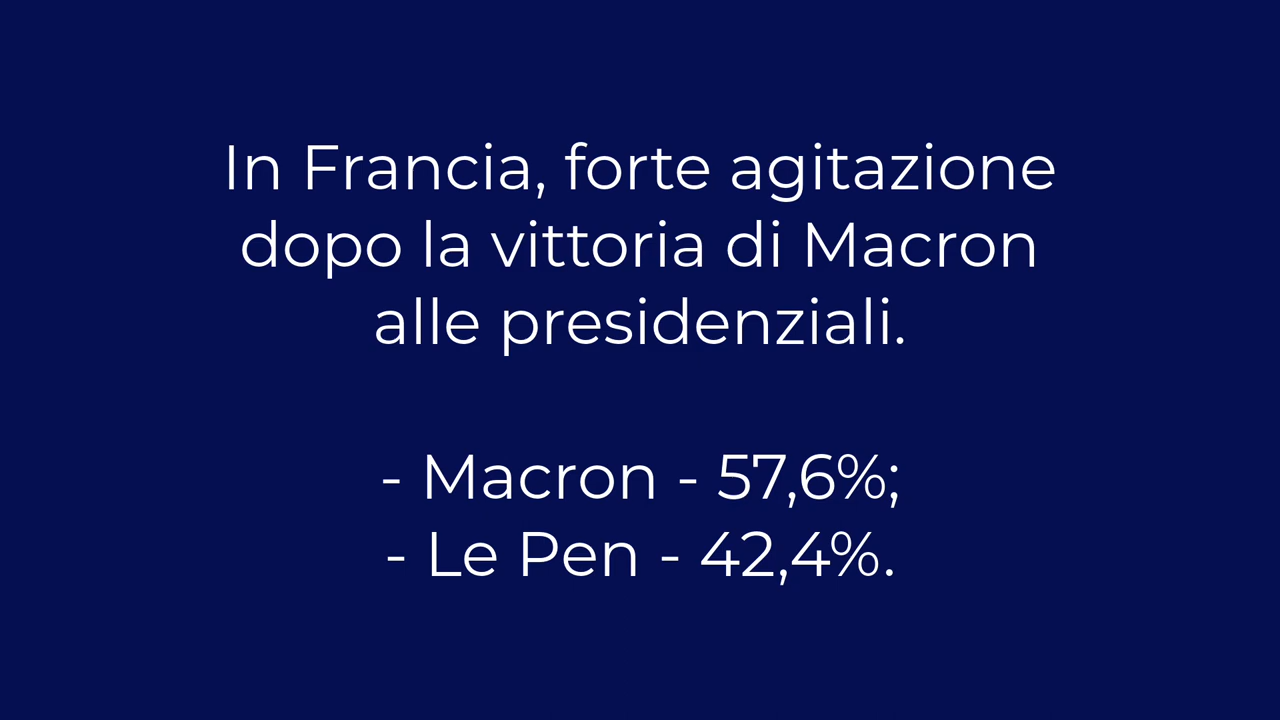 In Francia, forte agitazione
dopo la vittoria di Macron
alle presidenziali.
- Macron - 57,6%;
- Le Pen - 42,4%.